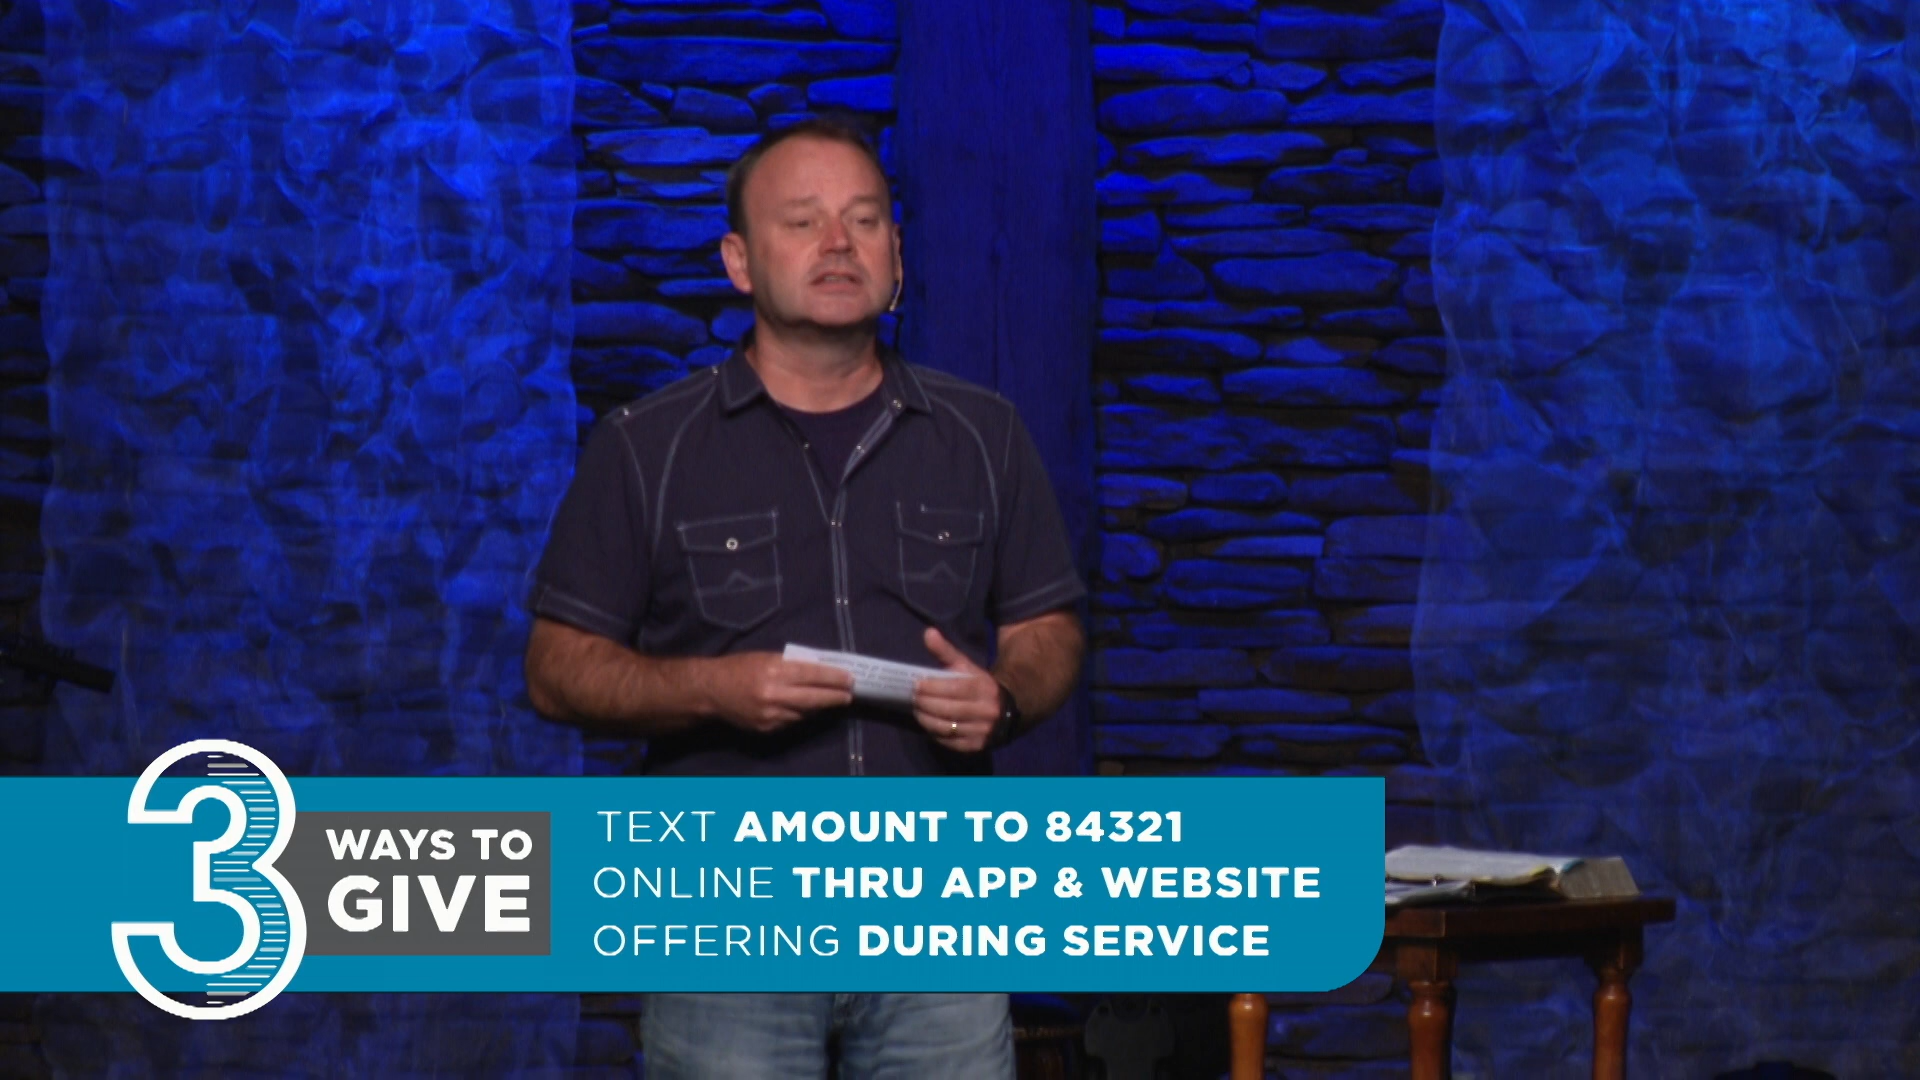 3
WAYS TO
GIVE
TEXT AMOUNT TO 84321
ONLINE THRU APP & WEBSITE
OFFERING DURING SERVICE